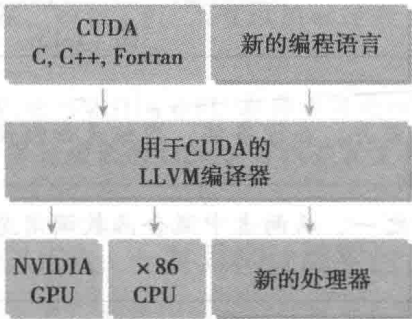 CUDA
C, C++, Fortran
新的编程语言
用于CUDA的
LLVM编译器
NVIDIA
GPU
×86
CPU
新的处理器